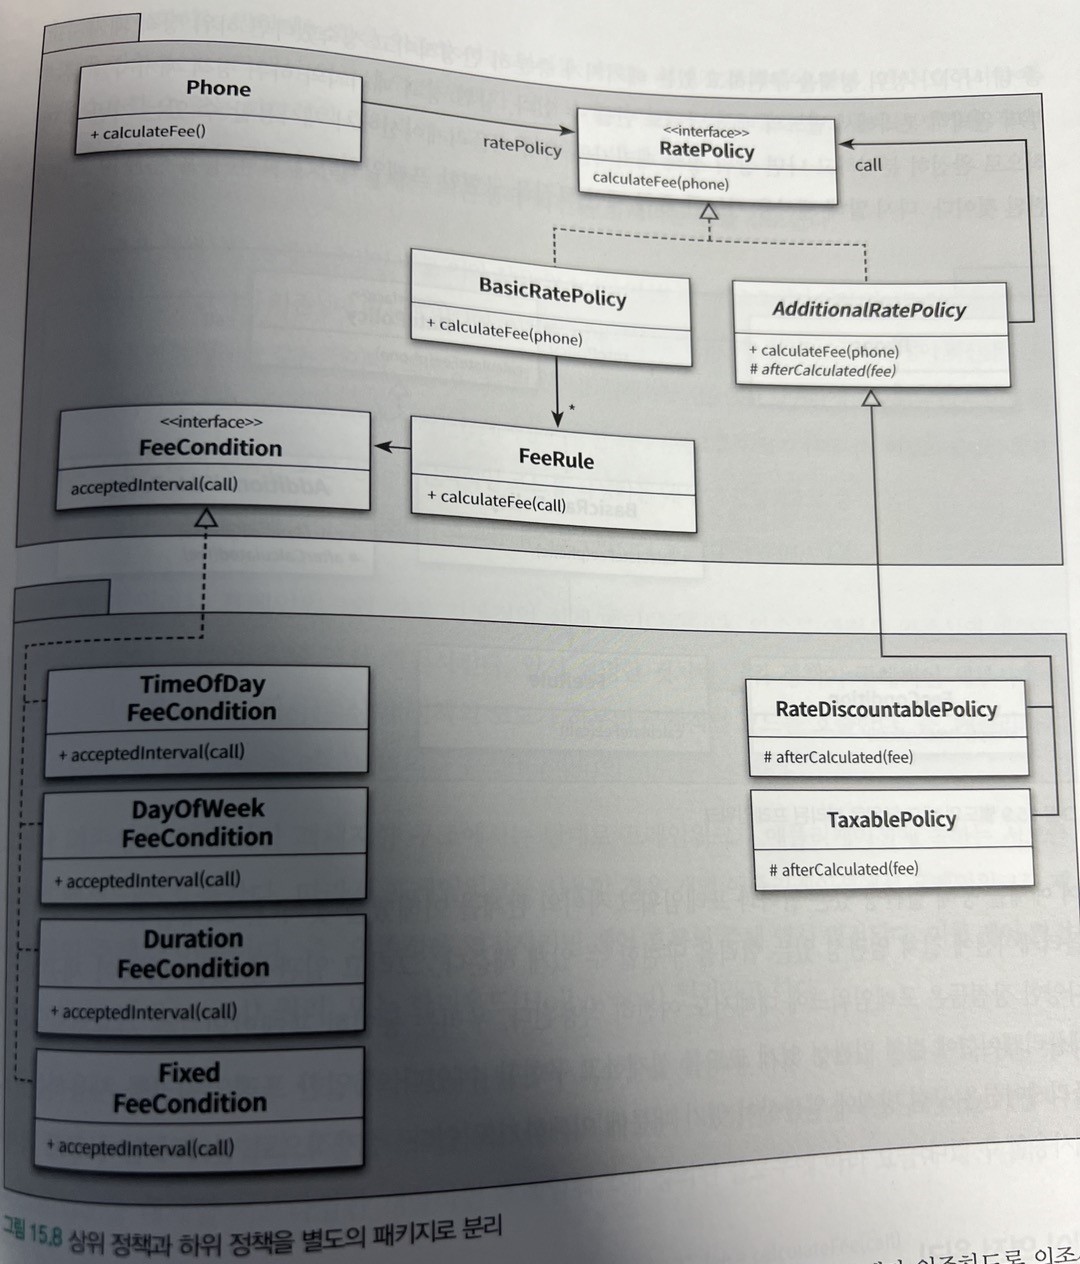 Phone
+ calculateFee()
ratePolicy
<<interface>>
RatePolicy
calculateFee(phone)
call
BasicRatePolicy
+ calculateFee(phone)
AdditionalRatePolicy
+ calculateFee(phone)
# afterCalculated(fee)
*
<<interface>>
FeeCondition
acceptedInterval(call)
FeeRule
+ calculateFee(call)
TimeOfDay
FeeCondition
+ acceptedInterval(call)
DayOfWeek
FeeCondition
+ acceptedInterval(call)
Duration
FeeCondition
+ acceptedInterval(call)
Fixed
FeeCondition
+ acceptedInterval(call)
RateDiscountablePolicy
# afterCalculated(fee)
TaxablePolicy
# afterCalculated(fee)
그림 15.8 상위 정책과 하위 정책을 별도의 패키지로 분리